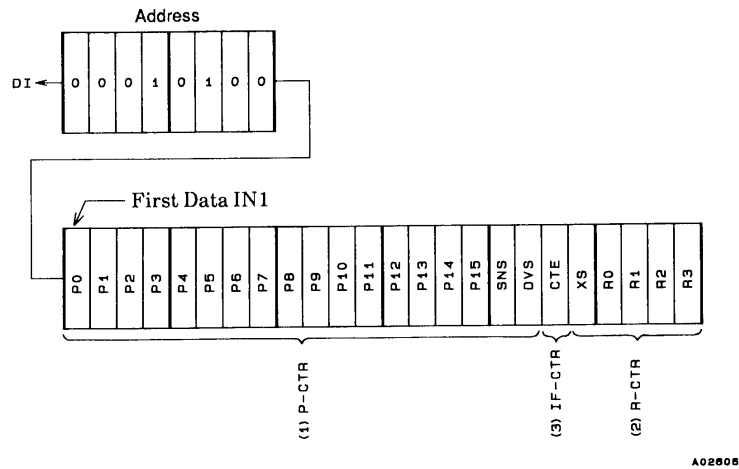 Address
DI
0 0 0 1 0 1 0 0
First Data IN1
P0 P1 P2 P3 P4 P5 P6 P7 P8 P9 P10 P11 P12 P13 P14 P15 SNS DVS CTE XS R0 R1 R2 R3
(1) P-CTR
(3) IF-CTR
(2) R-CTR
A02606